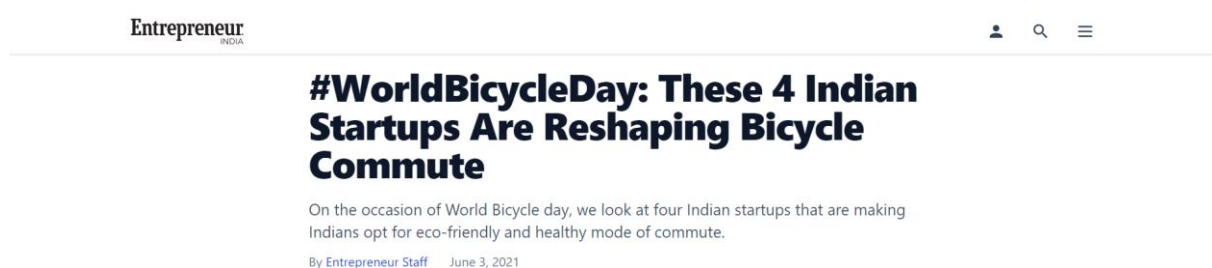 Entrepreneur
INDIA
#WorldBicycleDay: These 4 Indian
Startups Are Reshaping Bicycle
Commute
On the occasion of World Bicycle day, we look at four Indian startups that are making
Indians opt for eco-friendly and healthy mode of commute.
By Entrepreneur Staff June 3, 2021